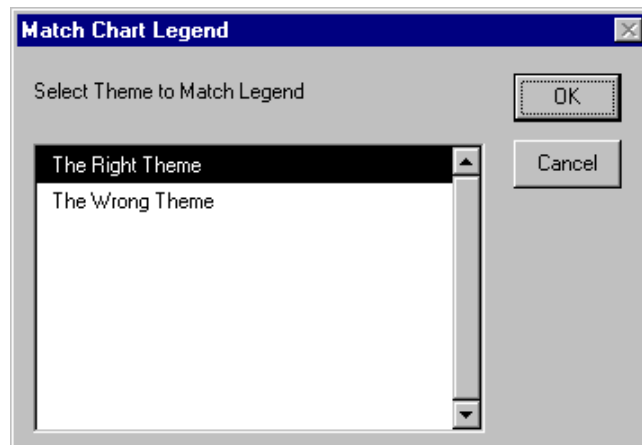 Match Chart Legend
Select Theme to Match Legend
OK
The Right Theme
Cancel
The Wrong Theme